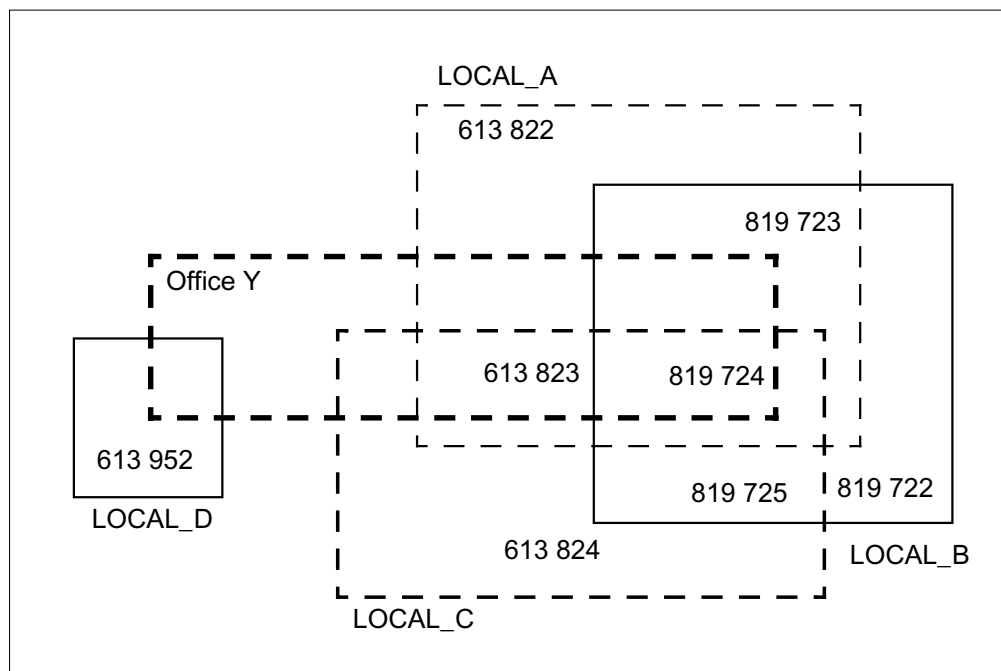 LOCAL_A
613 822
819 723
Office Y
613 823
819 724
613 952
819 725
819 722
LOCAL_D
613 824
LOCAL_B
LOCAL_C